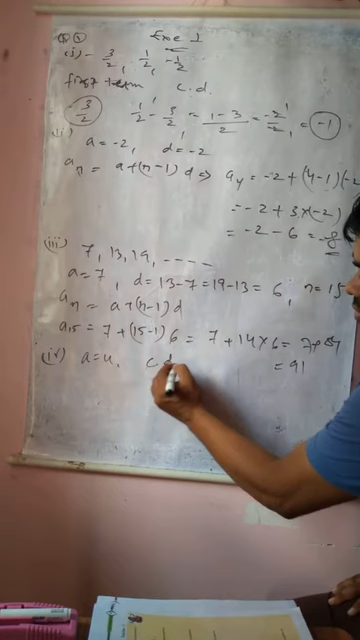 Exe 1
(i) - 3/2, 1/2, -1/2
first term c.d.
3/2 1/2 - 3/2 = 1-3/2 = -2/2 = -1
(ii) a = -2, d = -2
an = a+(n-1)d ⇒ a4 = -2+(4-1)(-2
= -2+3×(-2)
= -2-6 = -8
(iii) 7, 13, 19, ----
a = 7, d = 13-7 = 19-13 = 6, n = 15
an = a+(n-1)d
a15 = 7+(15-1)6 = 7+14×6 = 7+84
= 91
(iv) a = 4, c.d